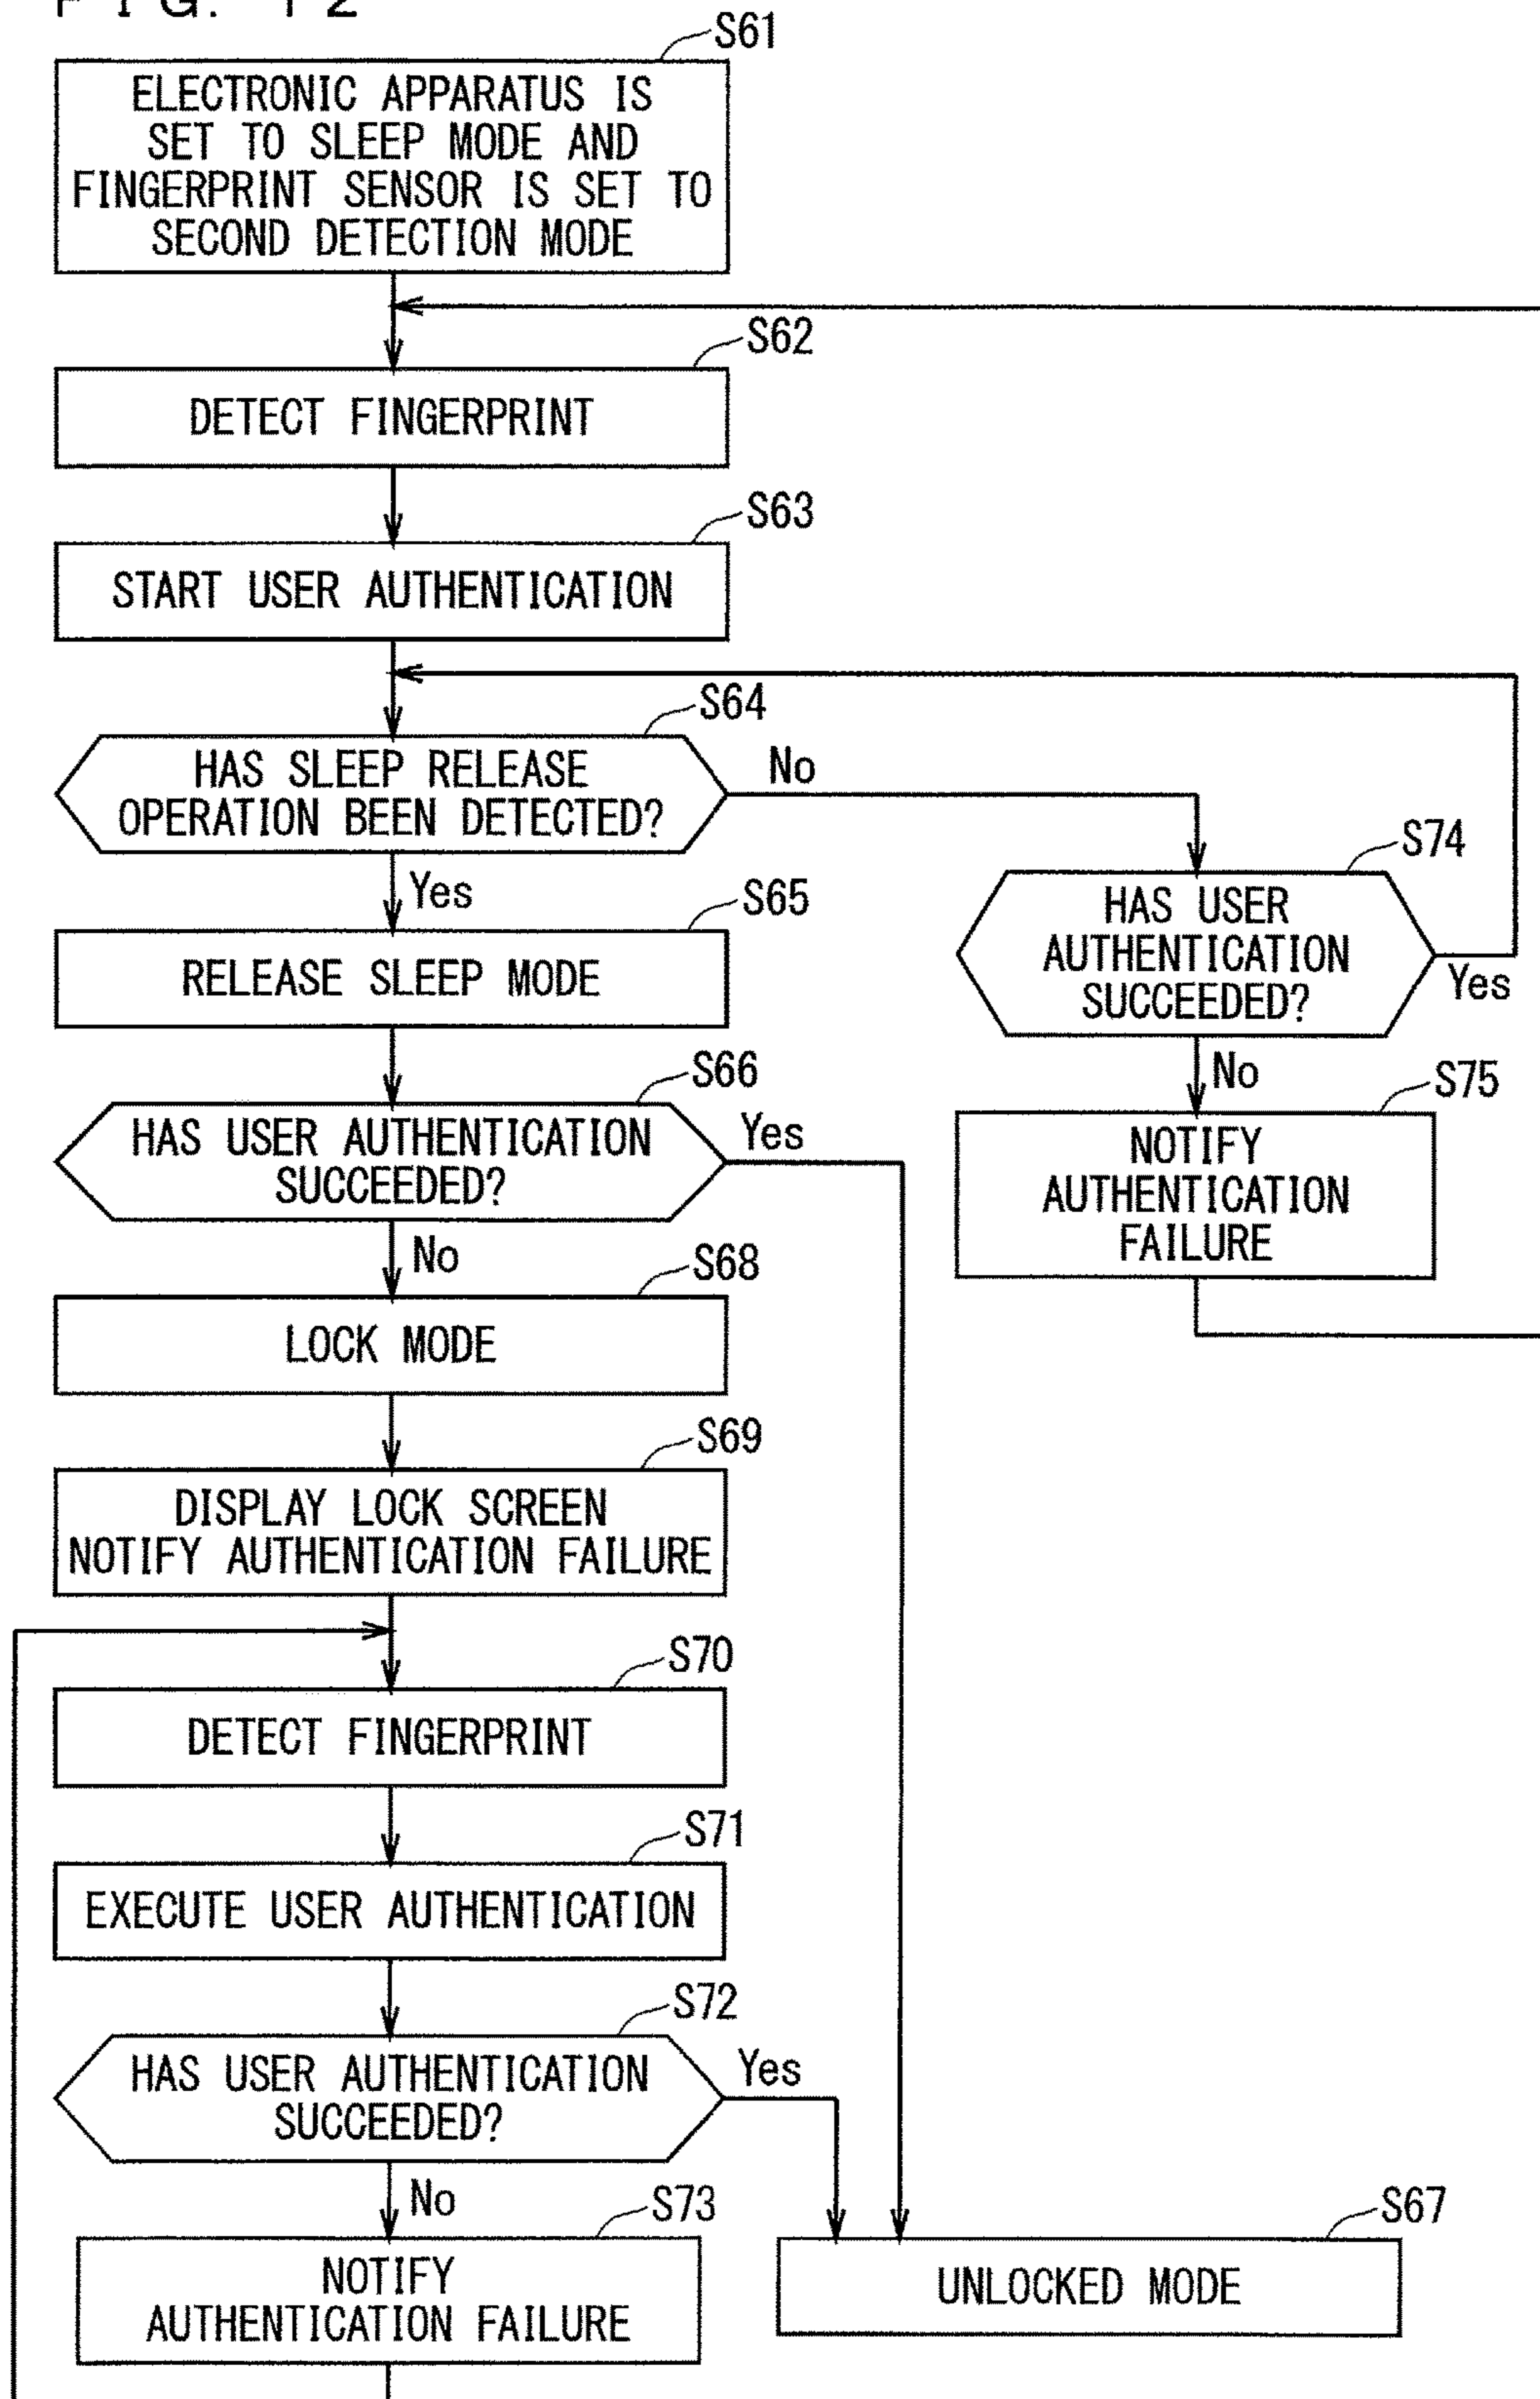 FIG. 12
S61
ELECTRONIC APPARATUS IS
SET TO SLEEP MODE AND
FINGERPRINT SENSOR IS SET TO
SECOND DETECTION MODE
S62
DETECT FINGERPRINT
S63
START USER AUTHENTICATION
S64
HAS SLEEP RELEASE
OPERATION BEEN DETECTED?
No
Yes
S74
HAS USER
AUTHENTICATION
SUCCEEDED?
Yes
No
S65
RELEASE SLEEP MODE
S75
NOTIFY
AUTHENTICATION
FAILURE
S66
HAS USER AUTHENTICATION
SUCCEEDED?
Yes
No
S68
LOCK MODE
S69
DISPLAY LOCK SCREEN
NOTIFY AUTHENTICATION FAILURE
S70
DETECT FINGERPRINT
S71
EXECUTE USER AUTHENTICATION
S72
HAS USER AUTHENTICATION
SUCCEEDED?
Yes
No
S73
NOTIFY
AUTHENTICATION FAILURE
S67
UNLOCKED MODE